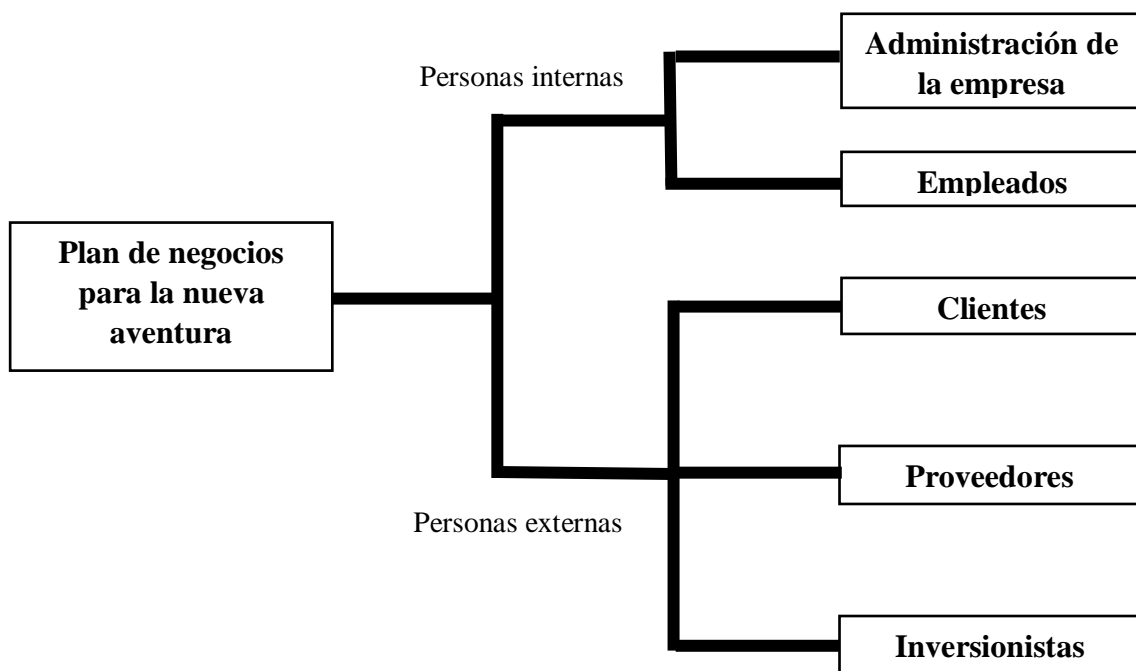 Personas internas
Administración de
la empresa
Empleados
Plan de negocios
para la nueva
aventura
Clientes
Proveedores
Personas externas
Inversionistas